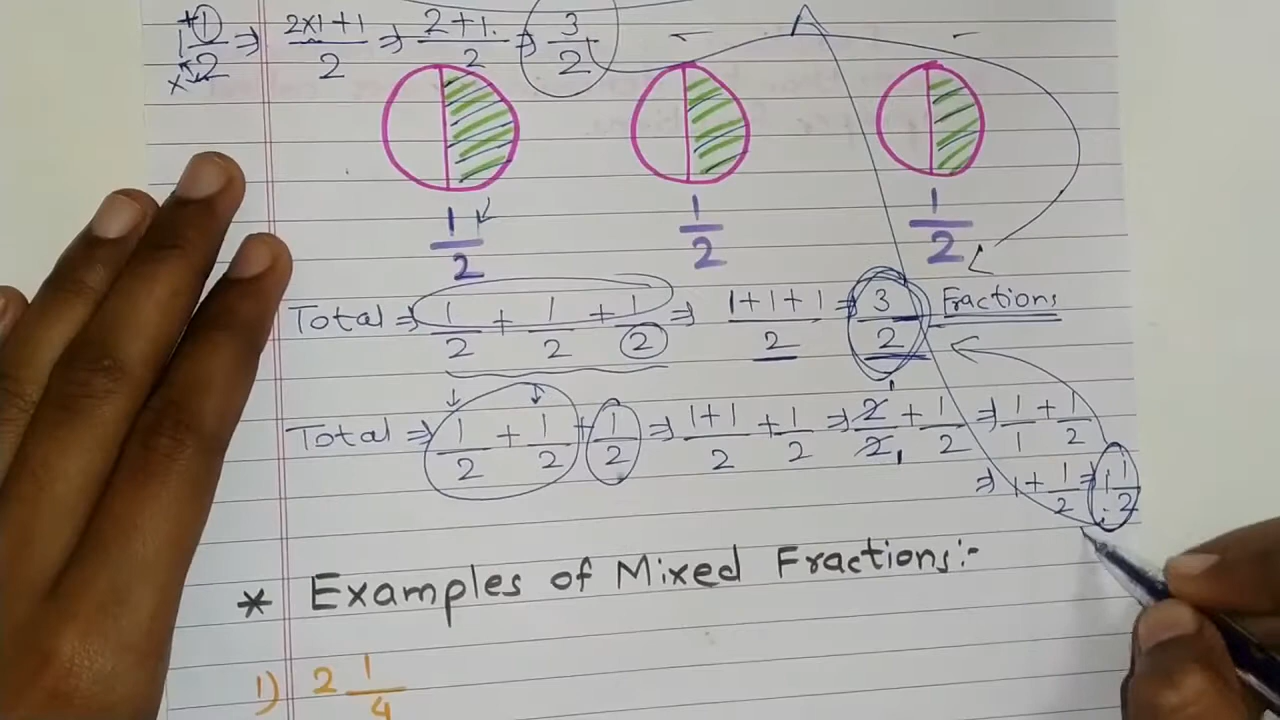 1 1/2 ⇒ 2x1+1/2 ⇒ 2+1/2 ⇒ 3/2
1/2 1/2 1/2
Total ⇒ 1/2 + 1/2 + 1/2 ⇒ 1+1+1/2 ⇒ 3/2 Fractions
Total ⇒ 1/2 + 1/2 + 1/2 ⇒ 1+1/2 + 1/2 ⇒ 2/2 + 1/2 ⇒ 1/1 + 1/2
⇒ 1 + 1/2 ⇒ 1 1/2
* Examples of Mixed Fractions:-
1) 2 1/4